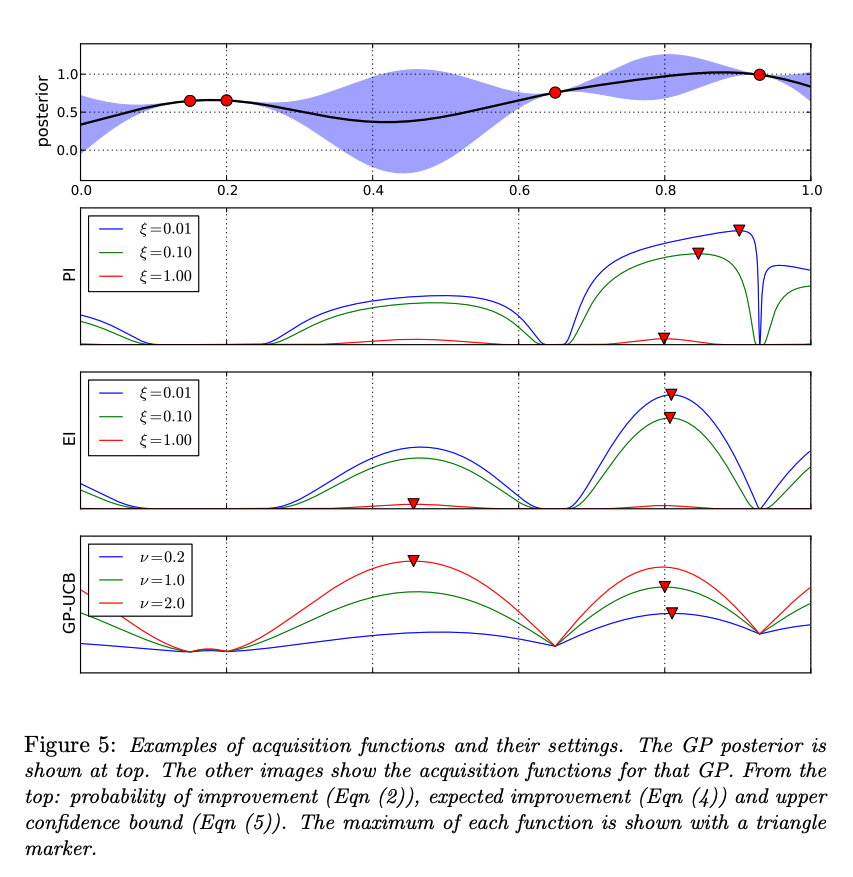 posterior
1.0
0.5
0.0
0.0 0.2 0.4 0.6 0.8 1.0
PI
ξ=0.01
ξ=0.10
ξ=1.00
EI
ξ=0.01
ξ=0.10
ξ=1.00
GP-UCB
ν=0.2
ν=1.0
ν=2.0
Figure 5: Examples of acquisition functions and their settings. The GP posterior is
shown at top. The other images show the acquisition functions for that GP. From the
top: probability of improvement (Eqn (2)), expected improvement (Eqn (4)) and upper
confidence bound (Eqn (5)). The maximum of each function is shown with a triangle
marker.